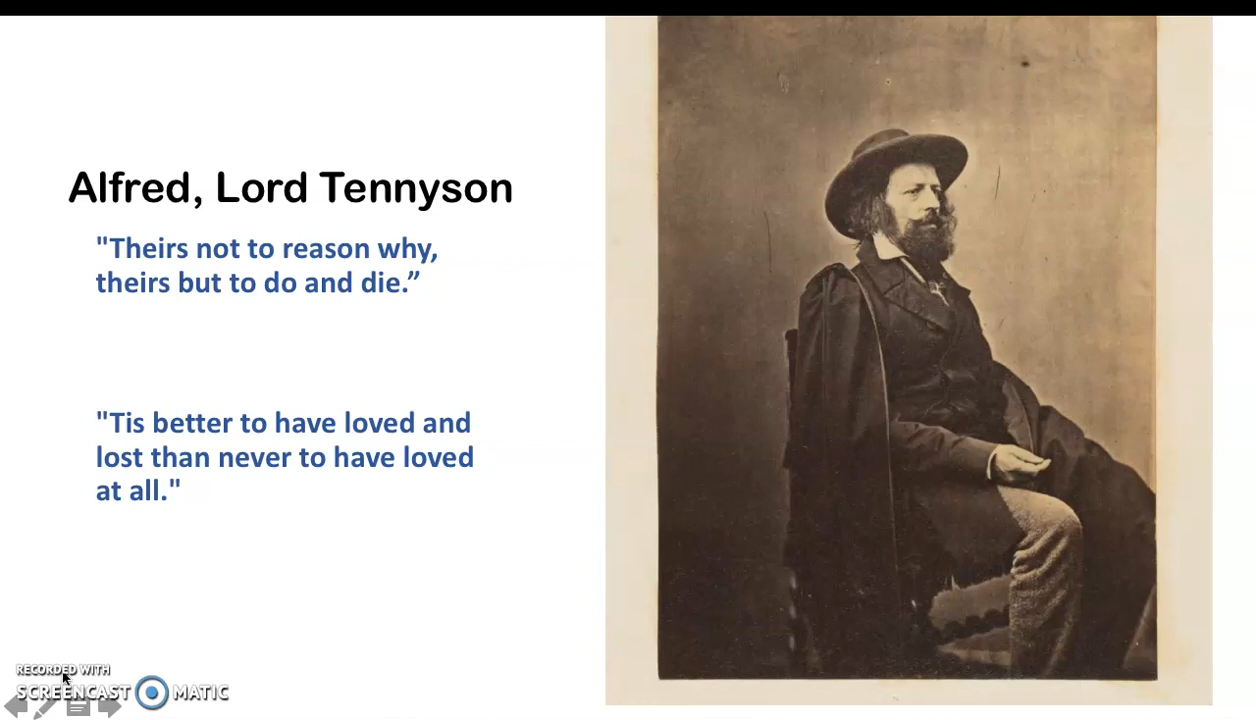 Alfred, Lord Tennyson
"Theirs not to reason why,
theirs but to do and die.”
"Tis better to have loved and
lost than never to have loved
at all."
RECORDED WITH
SCREENCAST MATIC